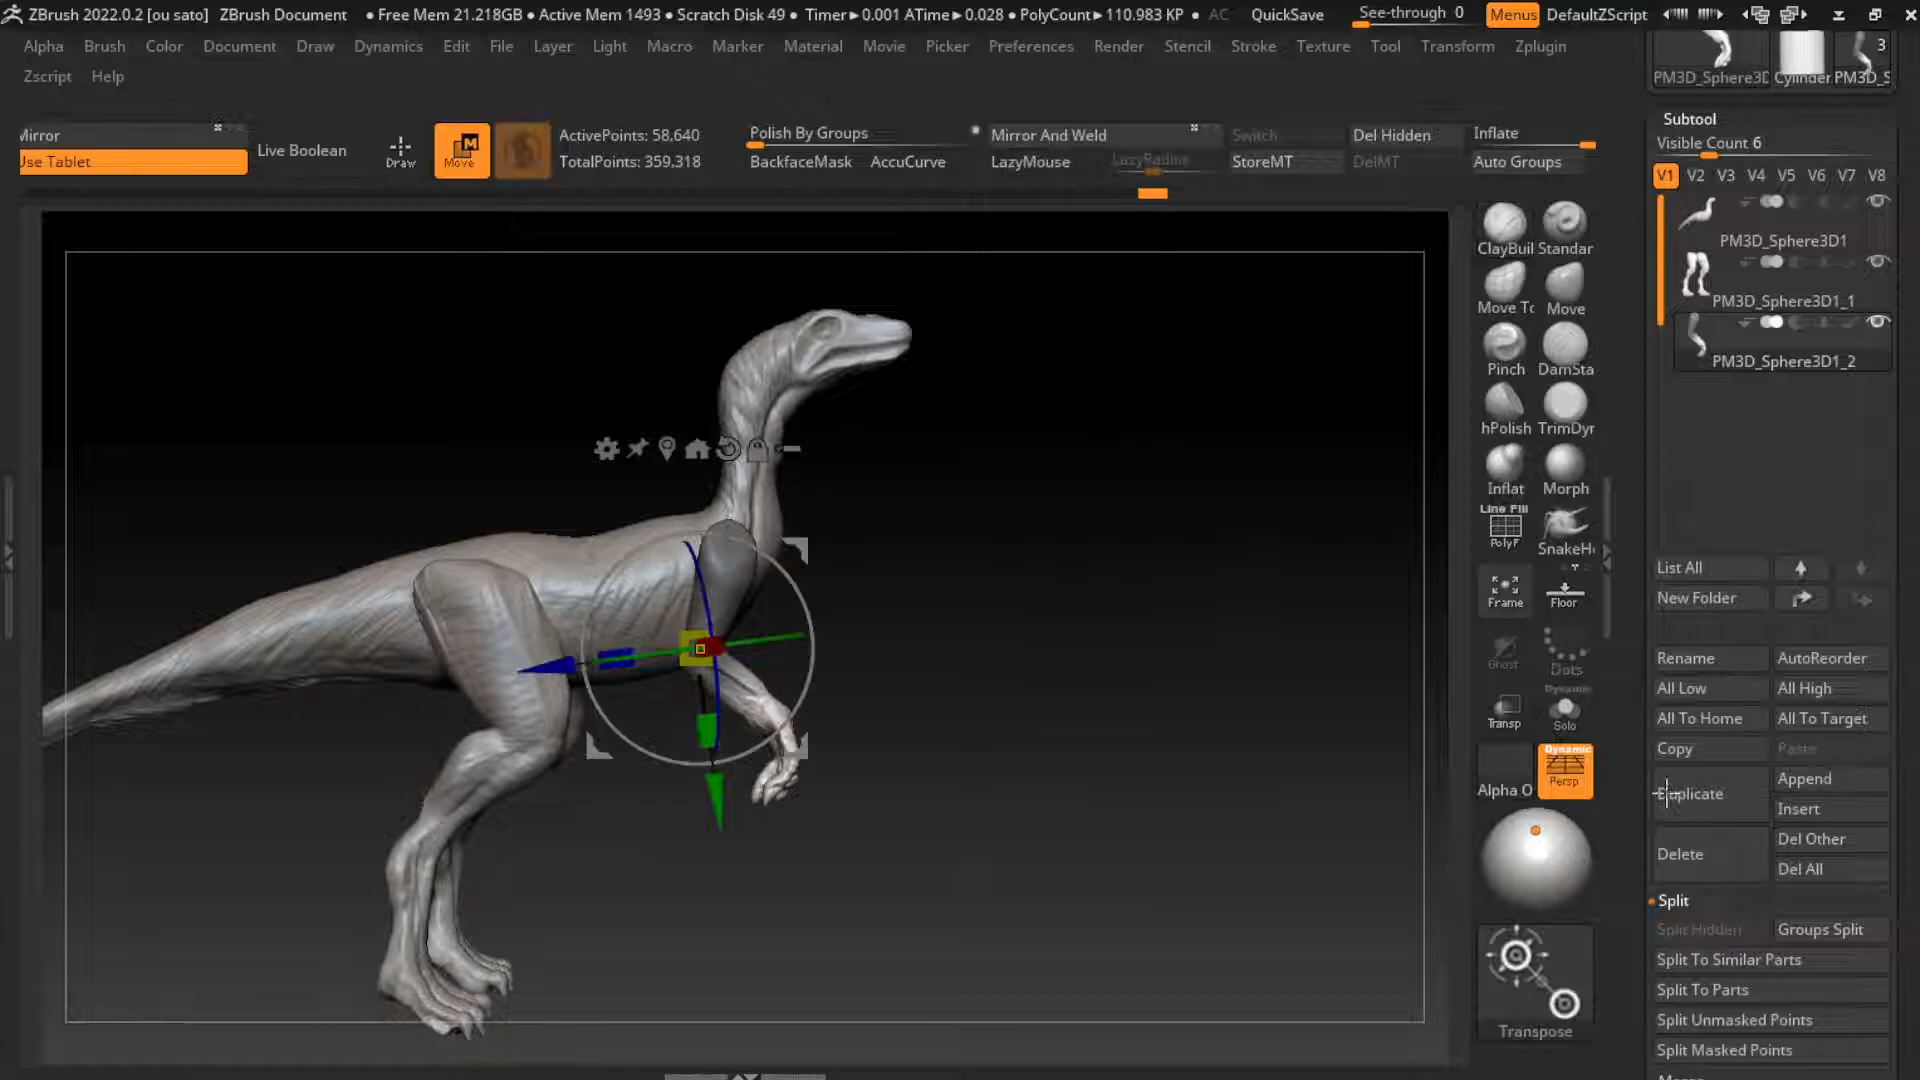 ZBrush 2022.0.2 [ou sato] ZBrush Document • Free Mem 21.218GB • Active Mem 1493 • Scratch Disk 49 • Timer▸0.001 ATime▸0.028 • PolyCount▸110.983 KP • AC QuickSave See-through 0 Menus DefaultZScript
Alpha Brush Color Document Draw Dynamics Edit File Layer Light Macro Marker Material Movie Picker Preferences Render Stencil Stroke Texture Tool Transform Zplugin
Zscript Help
3
PM3D_Sphere3D Cylinder PM3D_S
Mirror
Use Tablet
Live Boolean
Draw
Move
ActivePoints: 58,640
TotalPoints: 359,318
Polish By Groups
BackfaceMask AccuCurve
Mirror And Weld
LazyMouse LazyRadius
Switch Del Hidden
StoreMT DelMT
Inflate
Auto Groups
Subtool
Visible Count 6
V1 V2 V3 V4 V5 V6 V7 V8
PM3D_Sphere3D1
PM3D_Sphere3D1_1
PM3D_Sphere3D1_2
ClayBuil Standar
Move To Move
Pinch DamSta
hPolish TrimDyr
Inflat Morph
Line Fill
PolyF
SnakeH
Frame Floor
Ghost Dots
Transp
Dynamic
Solo
Alpha O
Dynamic
Persp
Transpose
List All
New Folder
Rename AutoReorder
All Low All High
All To Home All To Target
Copy Paste
Duplicate
Append
Insert
Delete
Del Other
Del All
Split
Split Hidden Groups Split
Split To Similar Parts
Split To Parts
Split Unmasked Points
Split Masked Points